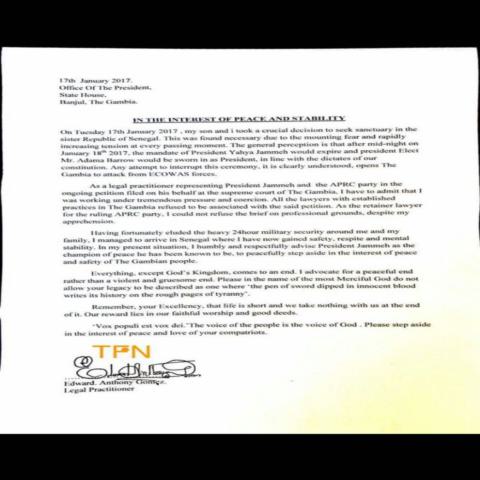 17th January 2017.
Office Of The President,
State House,
Banjul, The Gambia.
IN THE INTEREST OF PEACE AND STABILITY
On Tuesday 17th January 2017 , my son and i took a crucial decision to seek sanctuary in the
sister Republic of Senegal. This was found necessary due to the mounting fear and rapidly
increasing tension at every passing moment. The general perception is that after mid-night on
January 18th 2017, the mandate of President Yahya Jammeh would expire and president Elect
Mr. Adama Barrow would be sworn in as President, in line with the dictates of our
constitution. Any attempt to interrupt this ceremony, it is clearly understood, opens The
Gambia to attack from ECOWAS forces.
As a legal practitioner representing President Jammeh and the APRC party in the
ongoing petition filed on his behalf at the supreme court of The Gambia, I have to admit that I
was working under tremendous pressure and coercion. All the lawyers with established
practices in The Gambia refused to be associated with the said petition. As the retainer lawyer
for the ruling APRC party, I could not refuse the brief on professional grounds, despite my
apprehension.
Having fortunately eluded the heavy 24hour military security around me and my
family, I managed to arrive in Senegal where I have now gained safety, respite and mental
stability. In my present situation, I humbly and respectfully advise President Jammeh as the
champion of peace he has been known to be, to peacefully step aside in the interest of peace
and safety of The Gambian people.
Everything, except God's Kingdom, comes to an end. I advocate for a peaceful end
rather than a violent and gruesome end. Please in the name of the most Merciful God do not
allow your legacy to be described as one where 'the pen of sword dipped in innocent blood
writes its history on the rough pages of tyranny'.
Remember, your Excellency, that life is short and we take nothing with us at the end
of it. Our reward lies in our faithful worship and good deeds.
'Vox populi est vox dei.'The voice of the people is the voice of God . Please step aside
in the interest of peace and love of your compatriots.
TPN
Edward. Anthony Gomez.
Legal Practitioner